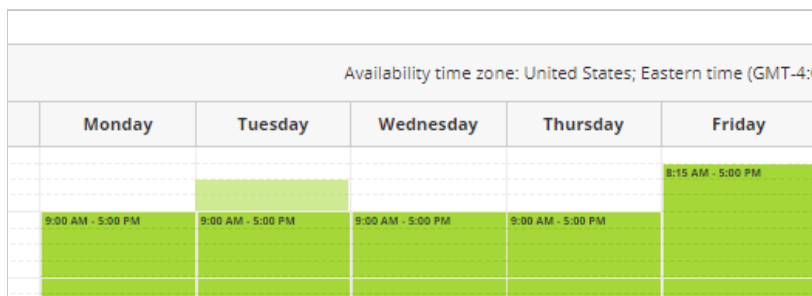 Availability time zone: United States; Eastern time (GMT-4:
Monday Tuesday Wednesday Thursday Friday
8:15 AM - 5:00 PM
9:00 AM - 5:00 PM 9:00 AM - 5:00 PM 9:00 AM - 5:00 PM 9:00 AM - 5:00 PM